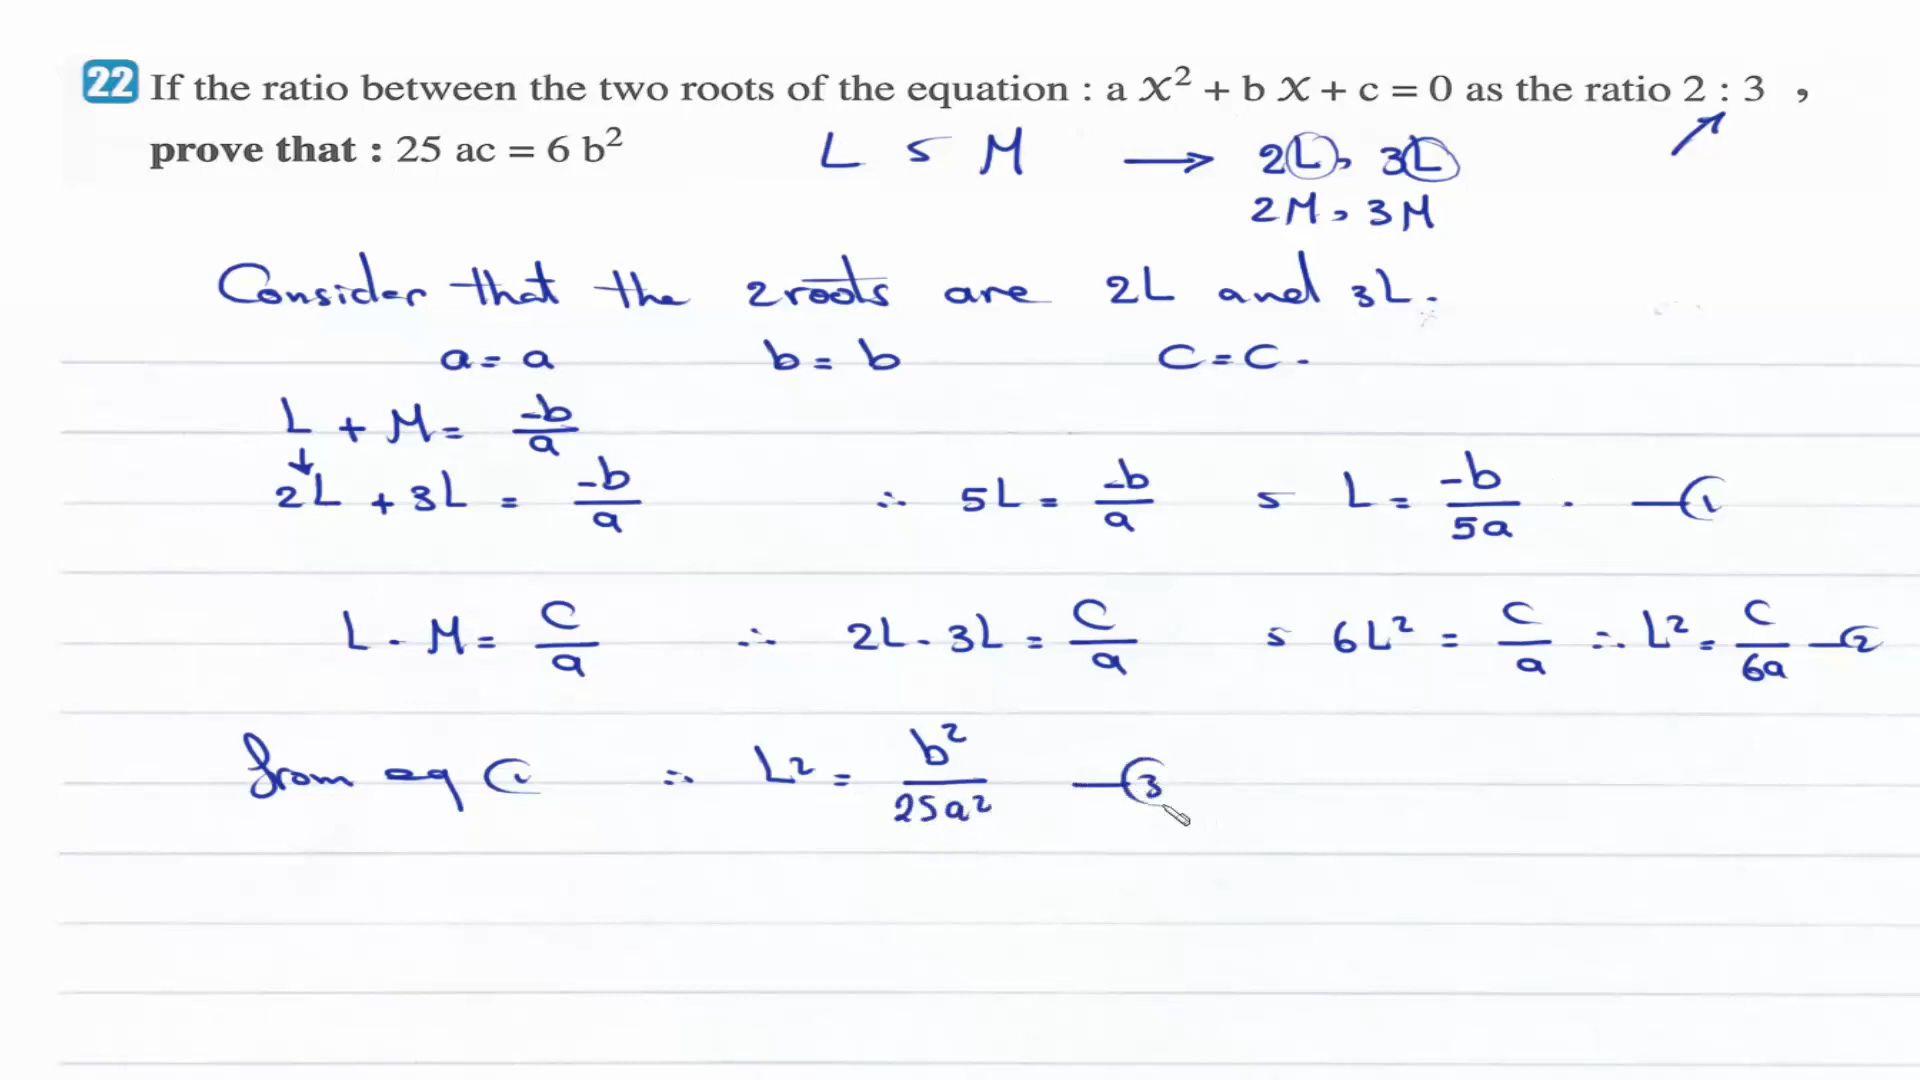 22 If the ratio between the two roots of the equation : a x² + b x + c = 0 as the ratio 2 : 3 ,
prove that : 25 ac = 6 b²
L , M → 2L , 3L
2M , 3M
Consider that the 2 roots are 2L and 3L .
a = a b = b c = c .
L + M = -b/a
2L + 3L = -b/a ∴ 5L = -b/a , L = -b/5a . — 1
L . M = c/a ∴ 2L . 3L = c/a , 6L² = c/a ∴ L² = c/6a — 2
from eq 1 ∴ L² = b²/25a² — 3